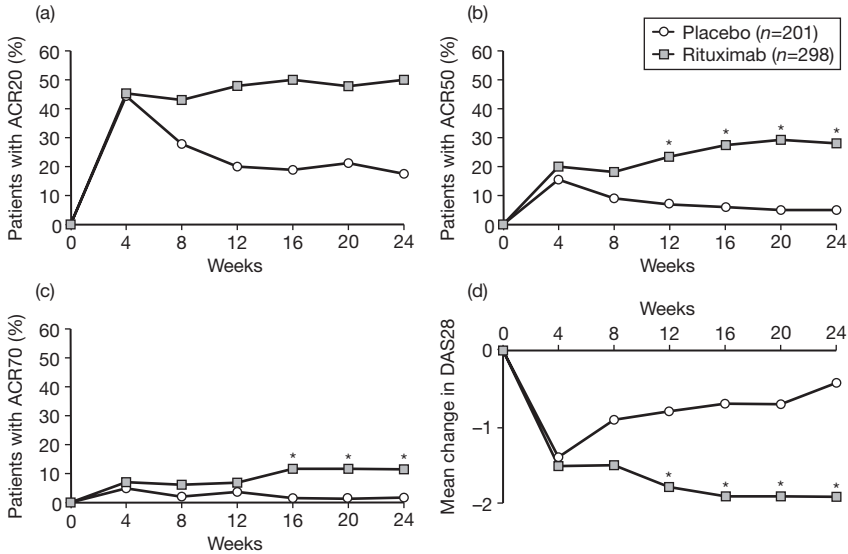 (a)
Patients with ACR20 (%)
60
50
40
30
20
10
0
0 4 8 12 16 20 24
Weeks
(b)
Placebo (n=201)
Rituximab (n=298)
Patients with ACR50 (%)
60
50
40
30
20
10
0
* * * *
0 4 8 12 16 20 24
Weeks
(c)
Patients with ACR70 (%)
60
50
40
30
20
10
0
* * *
0 4 8 12 16 20 24
Weeks
(d)
Weeks
0 4 8 12 16 20 24
Mean change in DAS28
0
−1
−2
* * * *